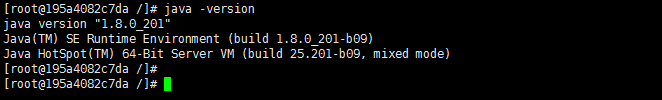 [root@195a4082c7da /]# java -version
java version "1.8.0_201"
Java(TM) SE Runtime Environment (build 1.8.0_201-b09)
Java HotSpot(TM) 64-Bit Server VM (build 25.201-b09, mixed mode)
[root@195a4082c7da /]#
[root@195a4082c7da /]#